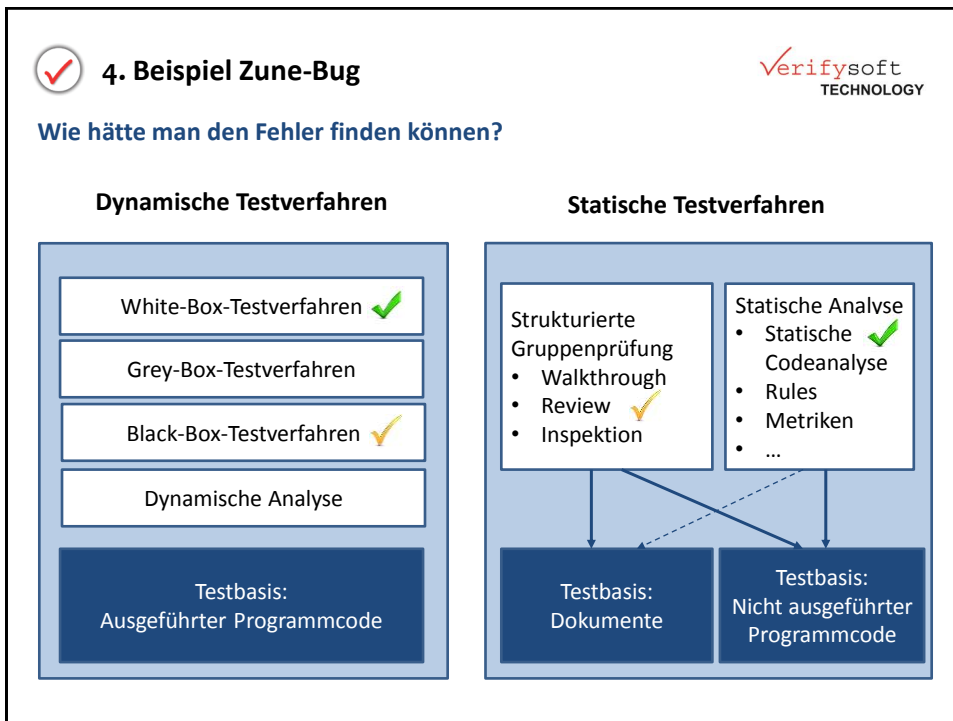 4. Beispiel Zune-Bug
Verifysoft
TECHNOLOGY
Wie hätte man den Fehler finden können?
Dynamische Testverfahren
White-Box-Testverfahren
Grey-Box-Testverfahren
Black-Box-Testverfahren
Dynamische Analyse
Testbasis:
Ausgeführter Programmcode
Statische Testverfahren
Strukturierte
Gruppenprüfung
• Walkthrough
• Review
• Inspektion
Statische Analyse
• Statische
Codeanalyse
• Rules
• Metriken
• ...
Testbasis:
Dokumente
Testbasis:
Nicht ausgeführter
Programmcode